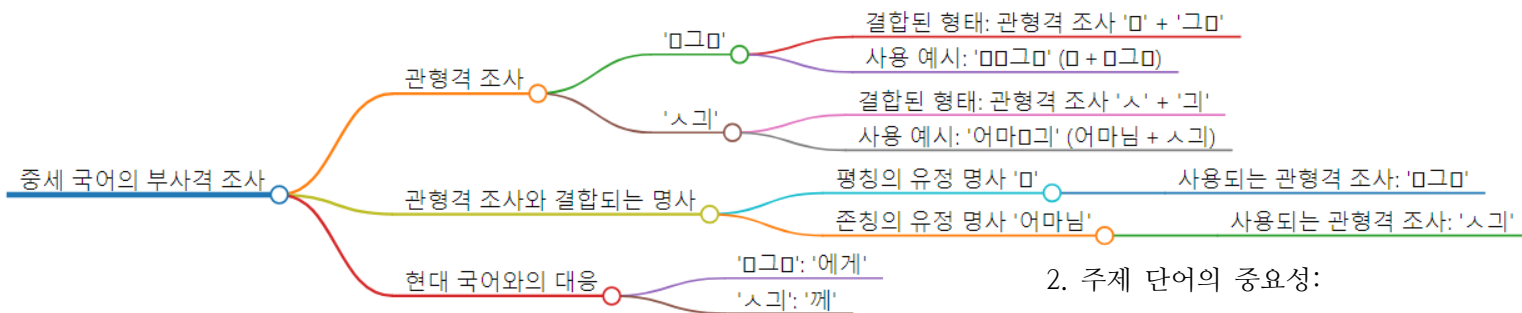 중세 국어의 부사격 조사
관형격 조사
'□그□'
결합된 형태: 관형격 조사 '□' + '그□'
사용 예시: '□□그□' (□ + □그□)
'ㅅ긔'
결합된 형태: 관형격 조사 'ㅅ' + '긔'
사용 예시: '어마□긔' (어마님 + ㅅ긔)
관형격 조사와 결합되는 명사
평칭의 유정 명사 '□'
사용되는 관형격 조사: '□그□'
존칭의 유정 명사 '어마님'
사용되는 관형격 조사: 'ㅅ긔'
현대 국어와의 대응
'□그□': '에게'
'ㅅ긔': '께'
2. 주제 단어의 중요성: